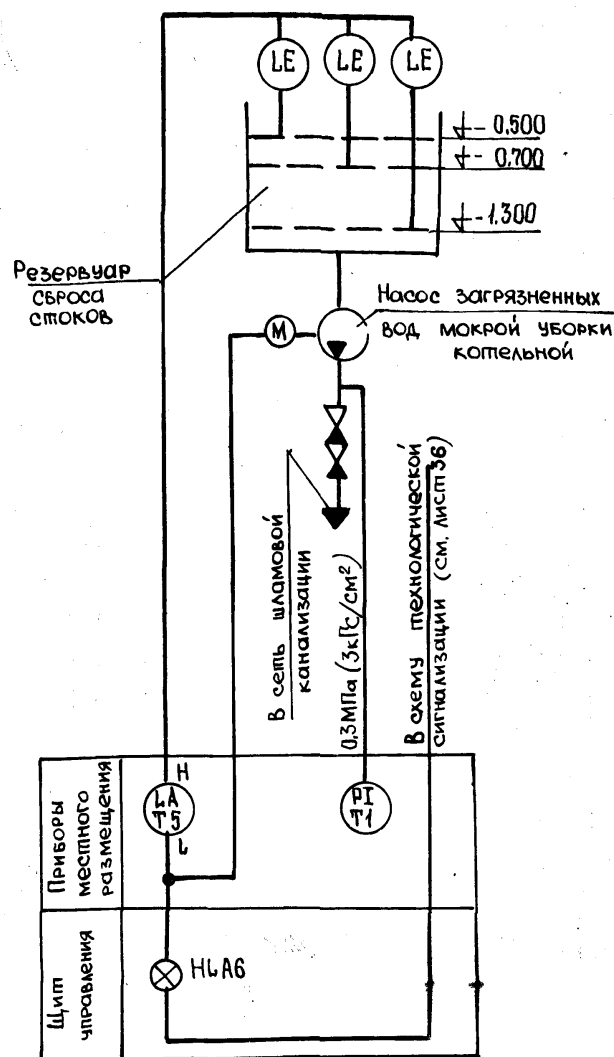 LE
LE
LE
-0.500
-0.700
-1.300
Резервуар
сброса
стоков
Насос загрязненных
вод мокрой уборки
котельной
М
В сеть шламовой
канализации
0,3МПа (3кгс/см²)
В схему технологической
сигнализации (см. лист 36)
Приборы
местного
размещения
H
LA
T5
L
PI
T1
Щит
управления
HLA6